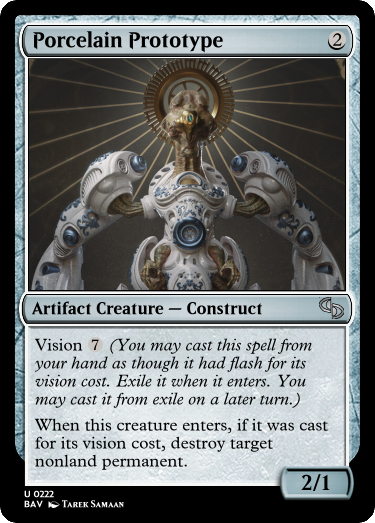 Porcelain Prototype 2
Artifact Creature — Construct
Vision 7 (You may cast this spell from
your hand as though it had flash for its
vision cost. Exile it when it enters. You
may cast it from exile on a later turn.)
When this creature enters, if it was cast
for its vision cost, destroy target
nonland permanent.
2/1
U 0222
BAV Tarek Samaan